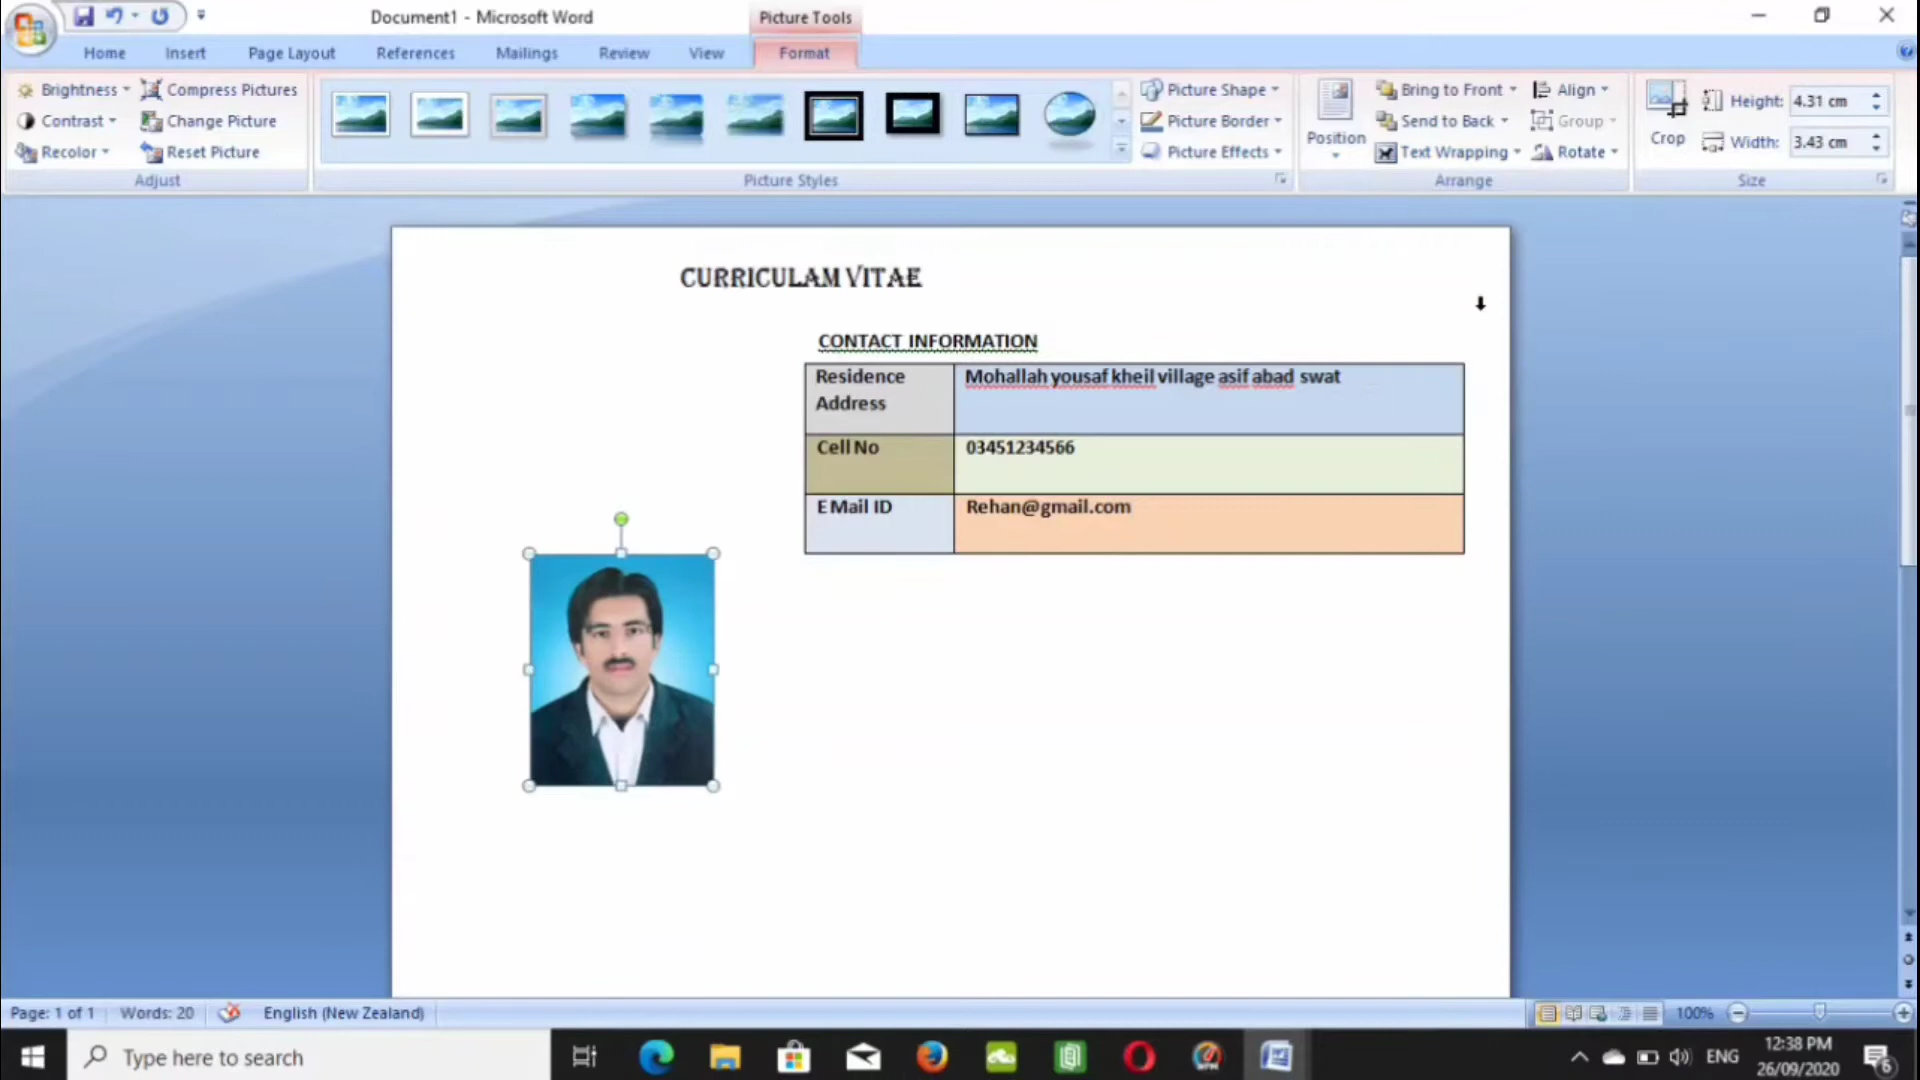 Document1 - Microsoft Word
Picture Tools
Home Insert Page Layout References Mailings Review View Format
Brightness Compress Pictures
Contrast Change Picture
Recolor Reset Picture
Adjust
Picture Styles
Picture Shape
Picture Border
Picture Effects
Position
Bring to Front Align
Send to Back Group
Text Wrapping Rotate
Arrange
Crop
Height: 4.31 cm
Width: 3.43 cm
Size
CURRICULAM VITAE
CONTACT INFORMATION
Residence Address Mohallah yousaf kheil village asif abad swat
Cell No 03451234566
E Mail ID Rehan@gmail.com
Page: 1 of 1 Words: 20 English (New Zealand) 100%
Type here to search
ENG
12:38 PM
26/09/2020
6